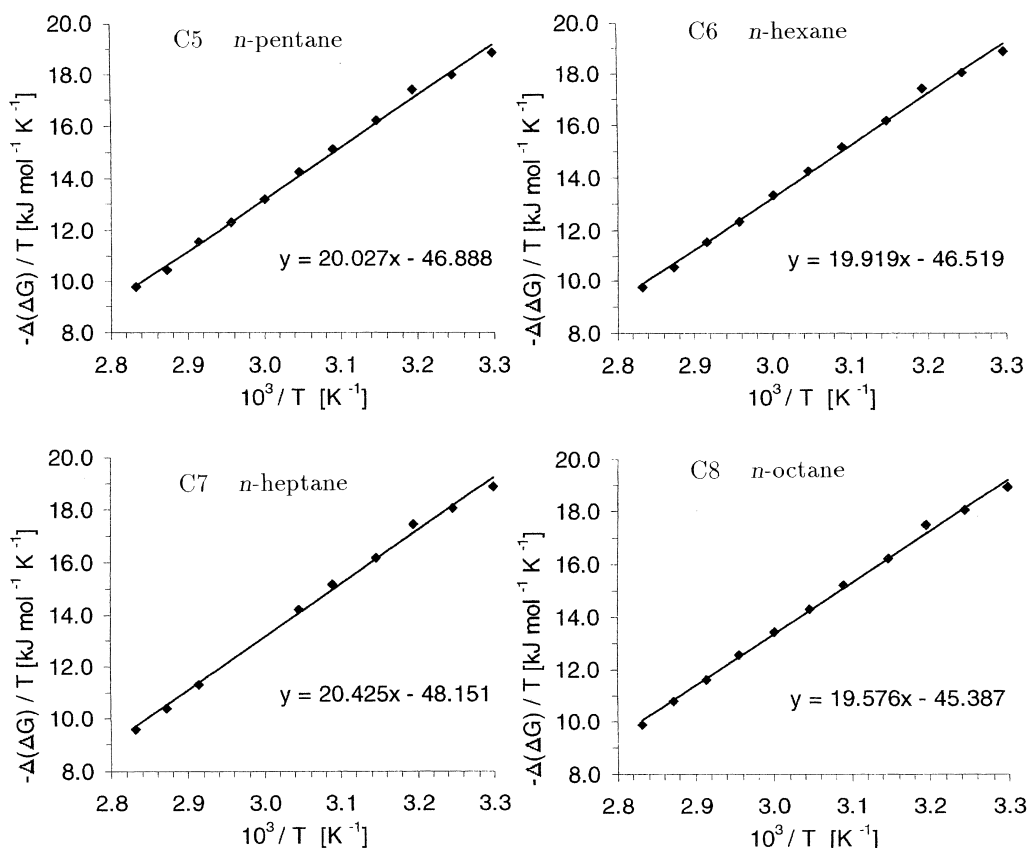 C5 n-pentane
-Δ(ΔG) / T [kJ mol⁻¹ K⁻¹]
20.0
18.0
16.0
14.0
12.0
10.0
8.0
y = 20.027x - 46.888
2.8 2.9 3.0 3.1 3.2 3.3
10³/ T [K⁻¹]
C6 n-hexane
-Δ(ΔG) / T [kJ mol⁻¹ K⁻¹]
20.0
18.0
16.0
14.0
12.0
10.0
8.0
y = 19.919x - 46.519
2.8 2.9 3.0 3.1 3.2 3.3
10³/ T [K⁻¹]
C7 n-heptane
-Δ(ΔG) / T [kJ mol⁻¹ K⁻¹]
20.0
18.0
16.0
14.0
12.0
10.0
8.0
y = 20.425x - 48.151
2.8 2.9 3.0 3.1 3.2 3.3
10³/ T [K⁻¹]
C8 n-octane
-Δ(ΔG) / T [kJ mol⁻¹ K⁻¹]
20.0
18.0
16.0
14.0
12.0
10.0
8.0
y = 19.576x - 45.387
2.8 2.9 3.0 3.1 3.2 3.3
10³/ T [K⁻¹]